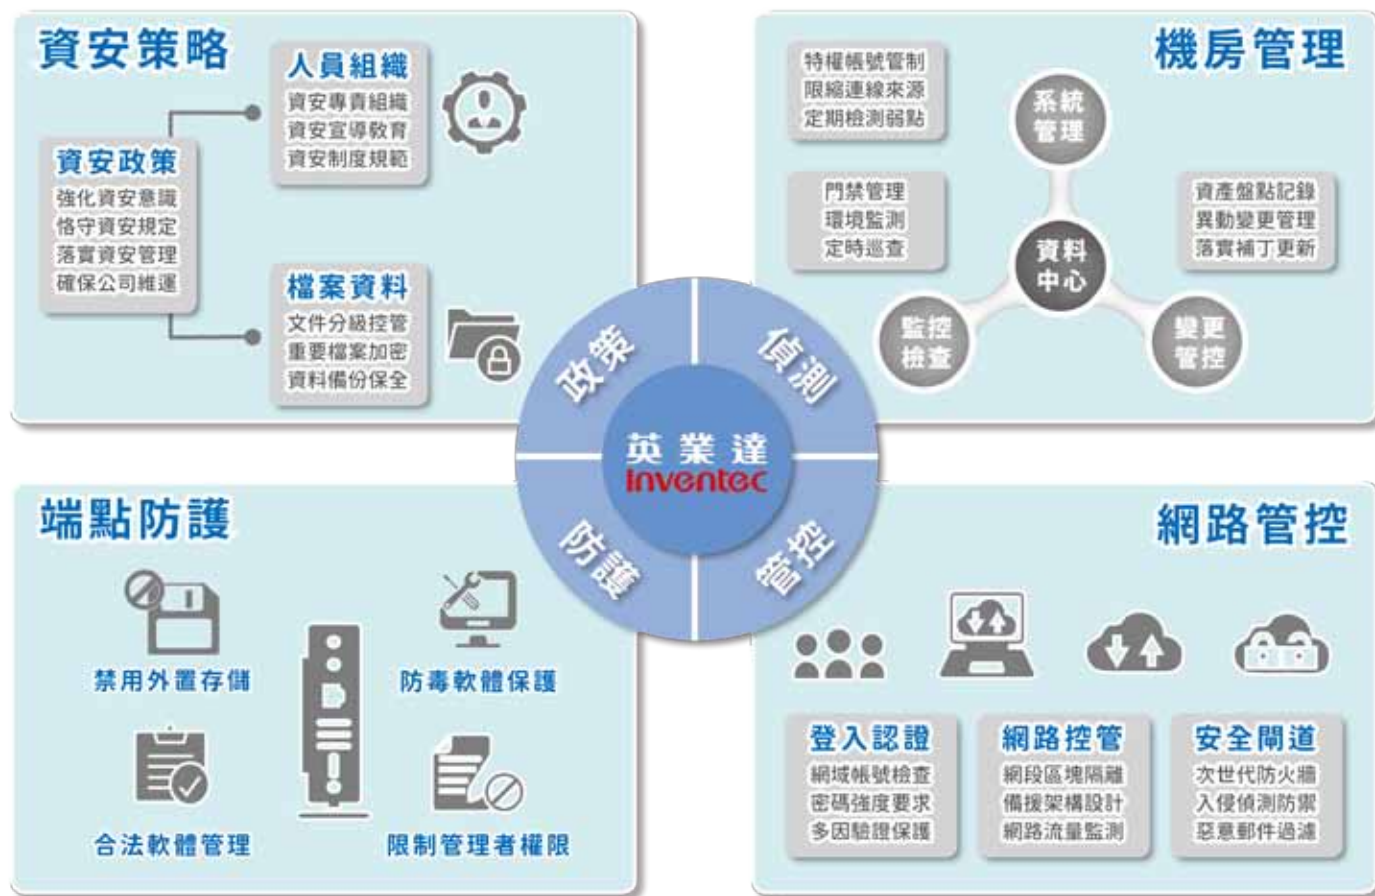 資安策略
資安政策
強化資安意識
恪守資安規定
落實資安管理
確保公司維運
人員組織
資安專責組織
資安宣導教育
資安制度規範
檔案資料
文件分級控管
重要檔案加密
資料備份保全
機房管理
特權帳號管制
限縮連線來源
定期檢測弱點
系統
管理
門禁管理
環境監測
定時巡查
資產盤點記錄
異動變更管理
落實補丁更新
資料
中心
監控
檢查
變更
管控
政策
偵測
英業達
Inventec
防護
管控
端點防護
禁用外置存儲
防毒軟體保護
合法軟體管理
限制管理者權限
網路管控
登入認證
網域帳號檢查
密碼強度要求
多因驗證保護
網路控管
網段區塊隔離
備援架構設計
網路流量監測
安全閘道
次世代防火牆
入侵偵測防禦
惡意郵件過濾